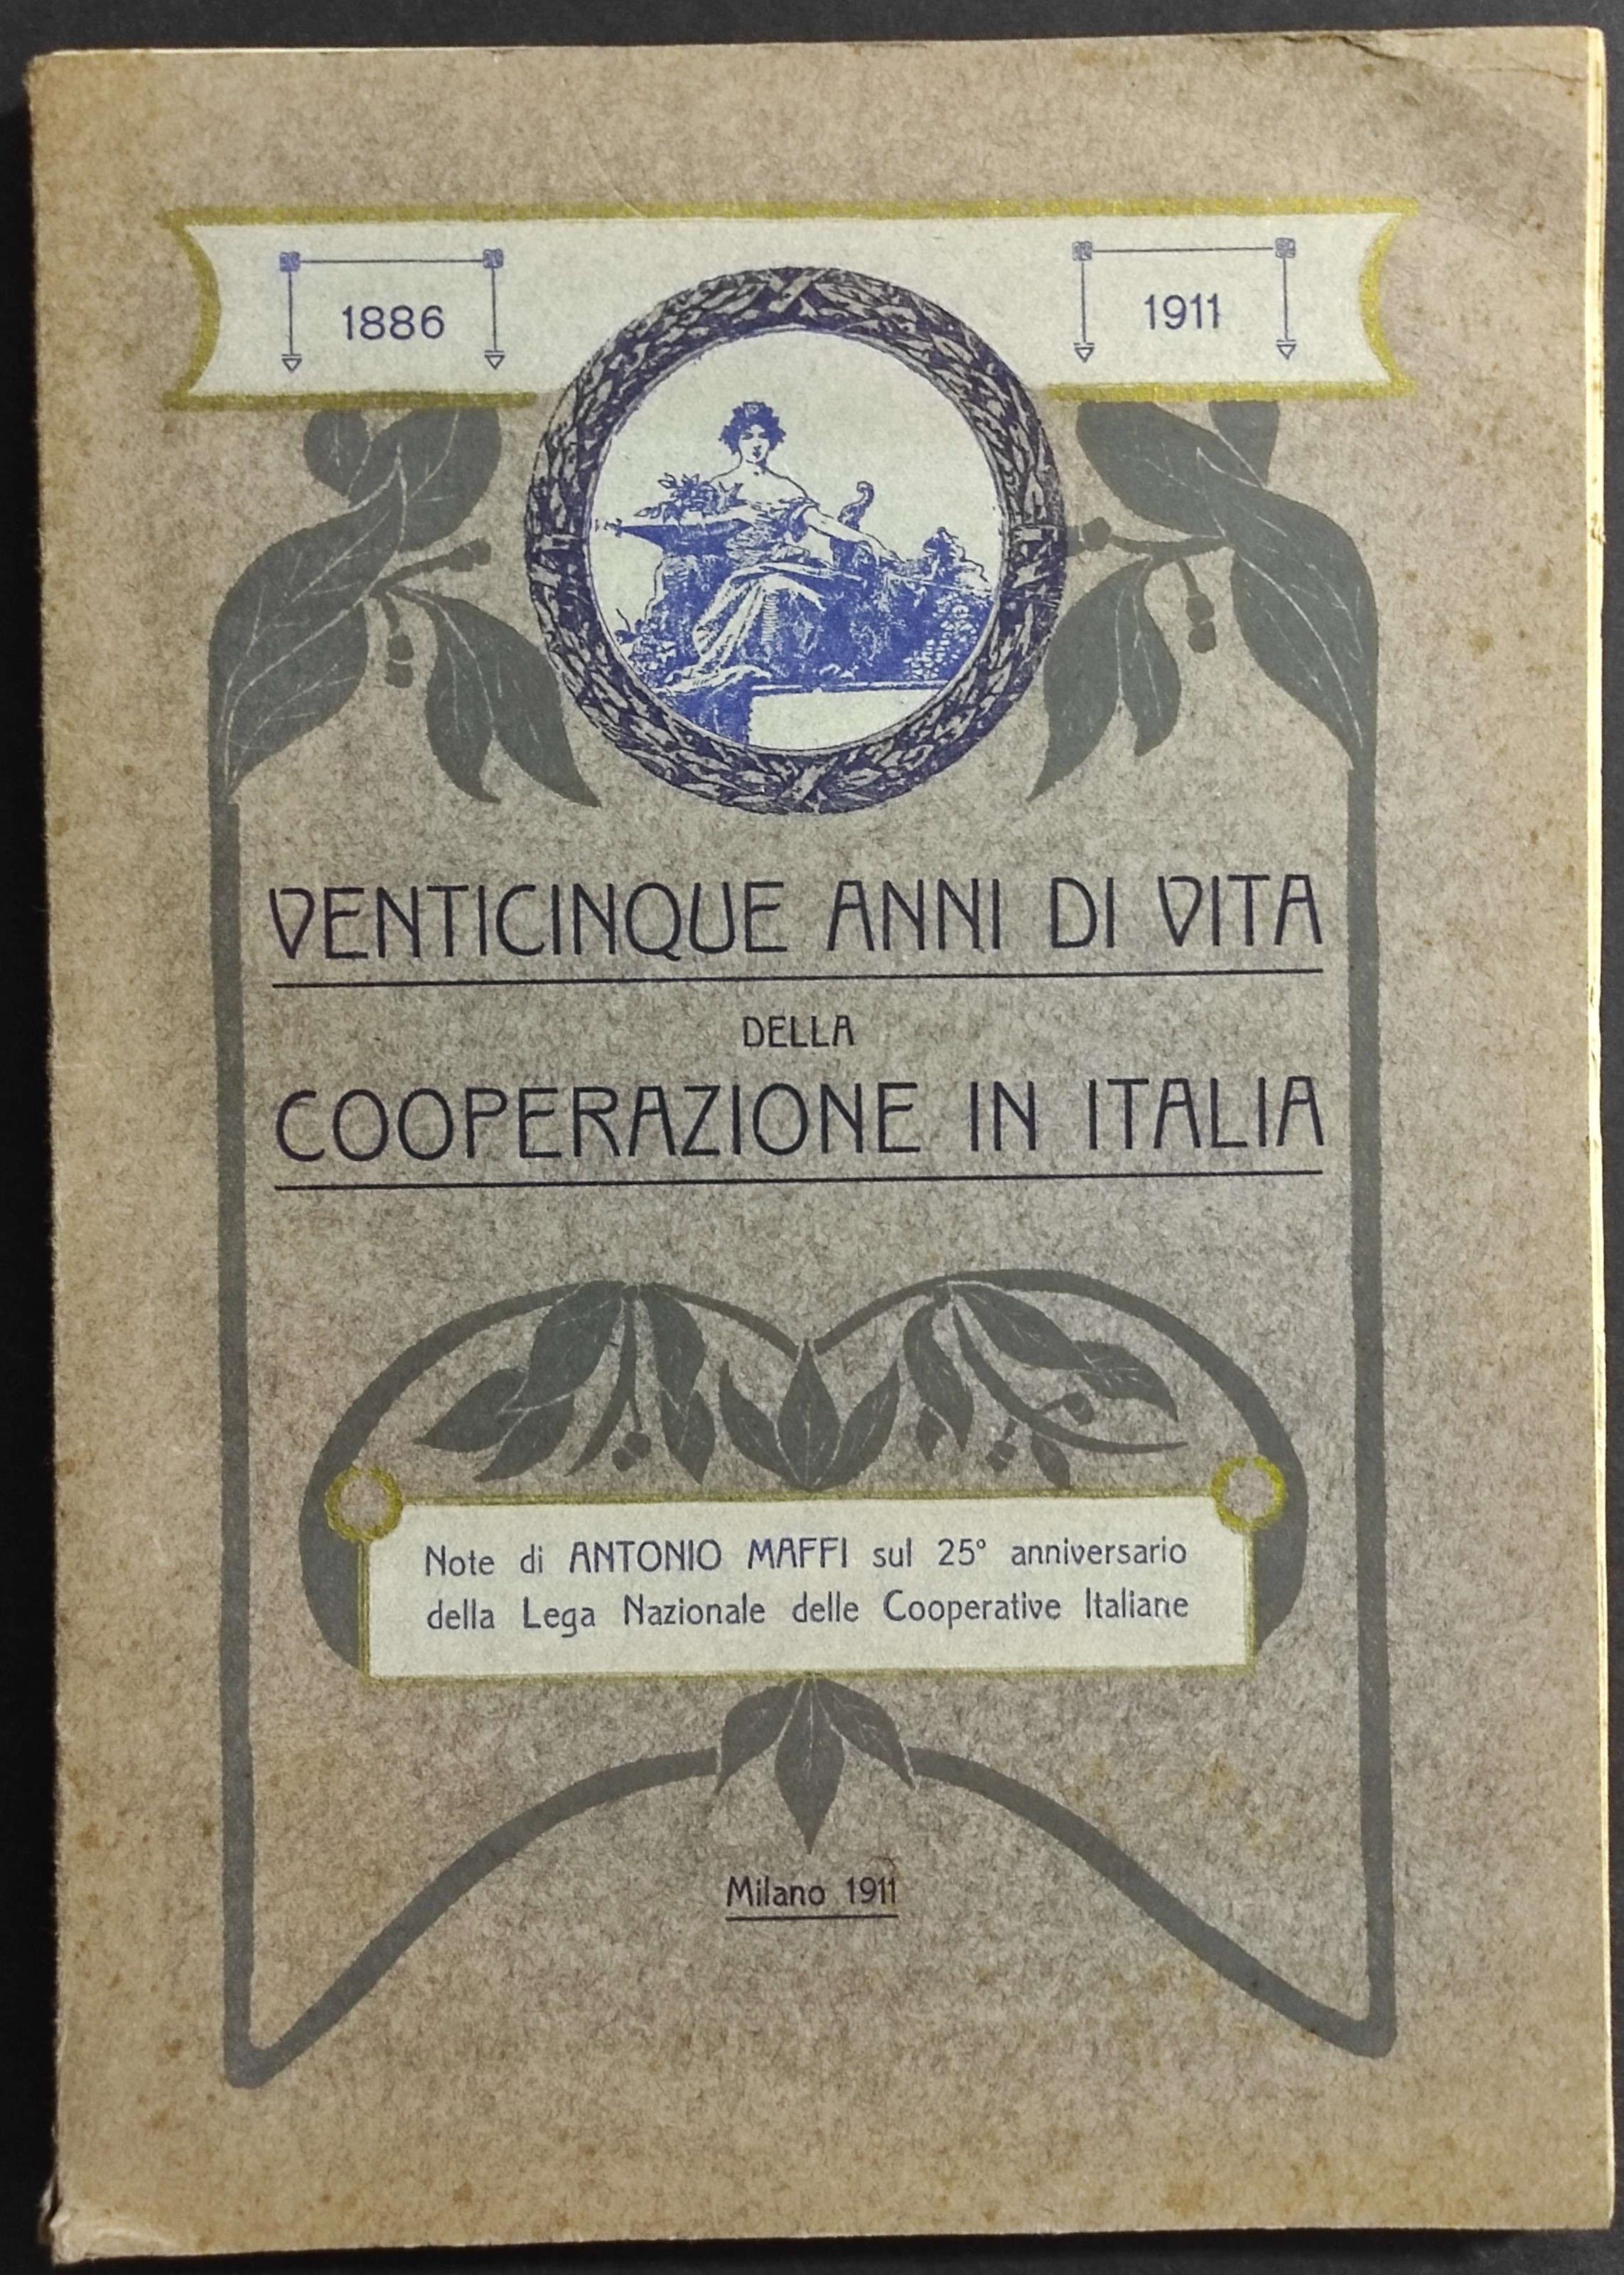 1886
1911
VENTICINQUE ANNI DI VITA
DELLA
COOPERAZIONE IN ITALIA
Note di ANTONIO MAFFI sul 25° anniversario
della Lega Nazionale delle Cooperative Italiane
Milano 1911